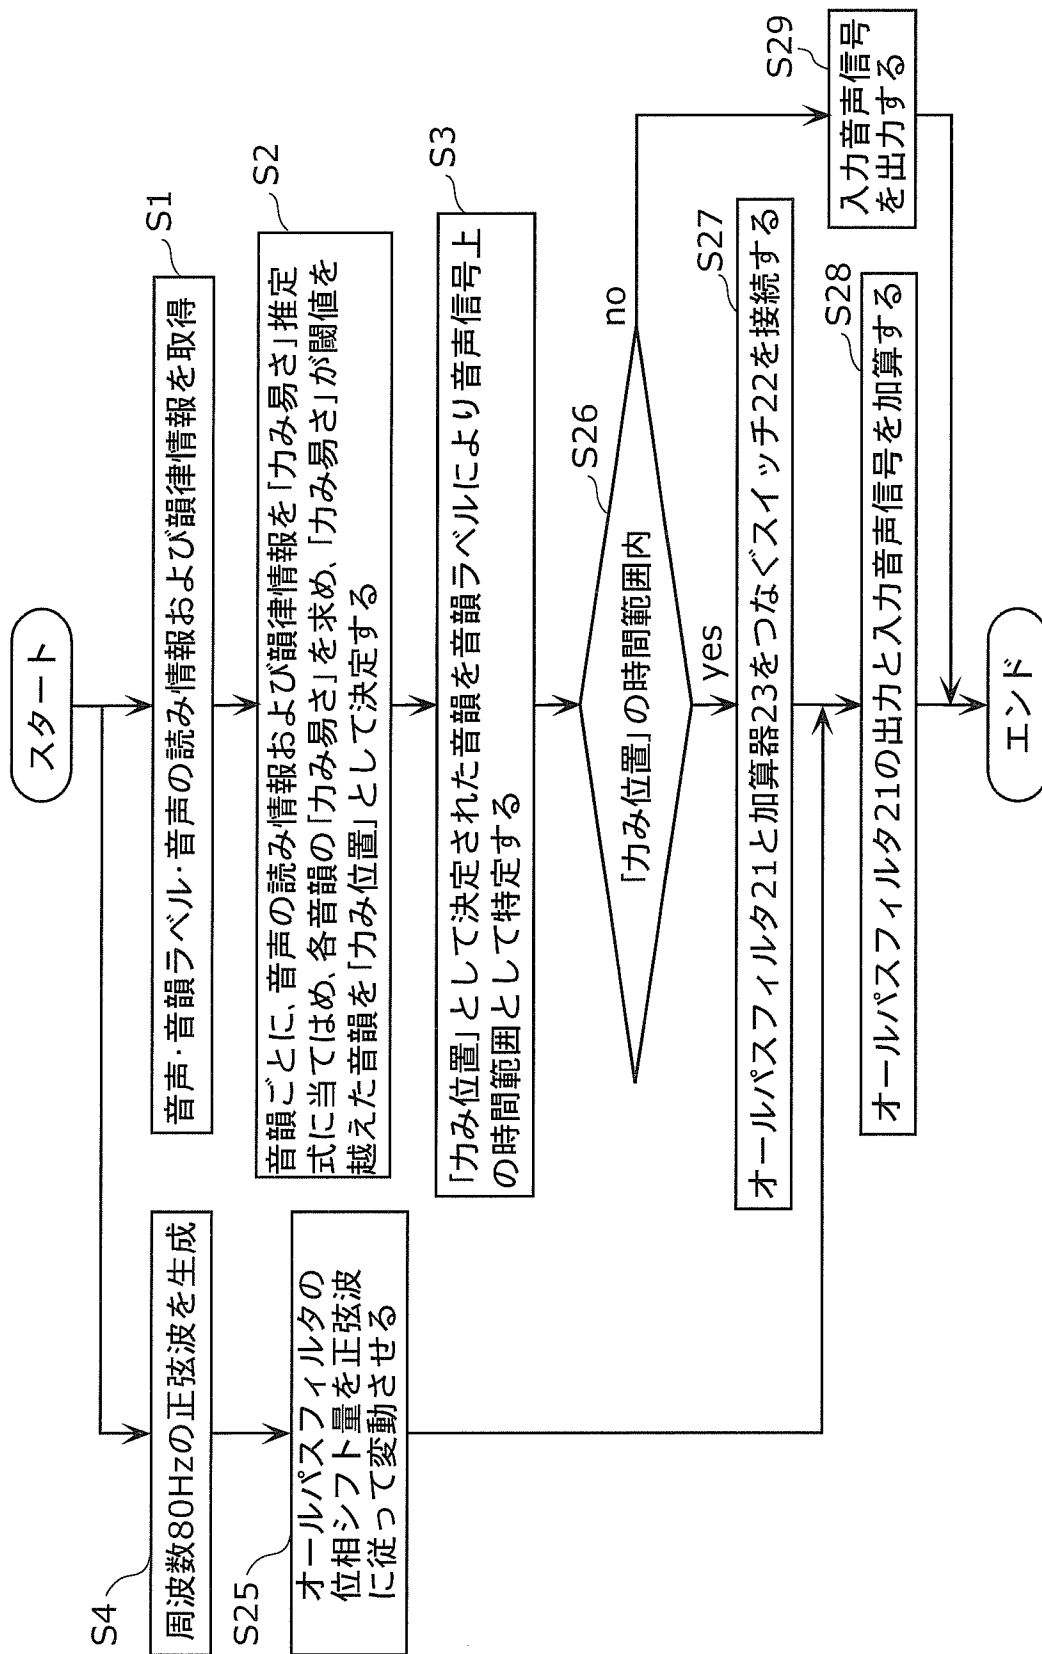 スタート
S1
音声・音韻ラベル・音声の読み情報および韻律情報を取得
S2
音韻ごとに、音声の読み情報および韻律情報を「力み易さ」推定
式に当てはめ、各音韻の「力み易さ」を求め、「力み易さ」が閾値を
越えた音韻を「力み位置」として決定する
S3
「力み位置」として決定された音韻を音韻ラベルにより音声信号上
の時間範囲として特定する
S4
周波数80Hzの正弦波を生成
S25
オールパスフィルタの
位相シフト量を正弦波
に従って変動させる
S26
「力み位置」の時間範囲内
no
yes
S27
オールパスフィルタ21と加算器23をつなぐスイッチ22を接続する
S28
オールパスフィルタ21の出力と入力音声信号を加算する
S29
入力音声信号
を出力する
エンド